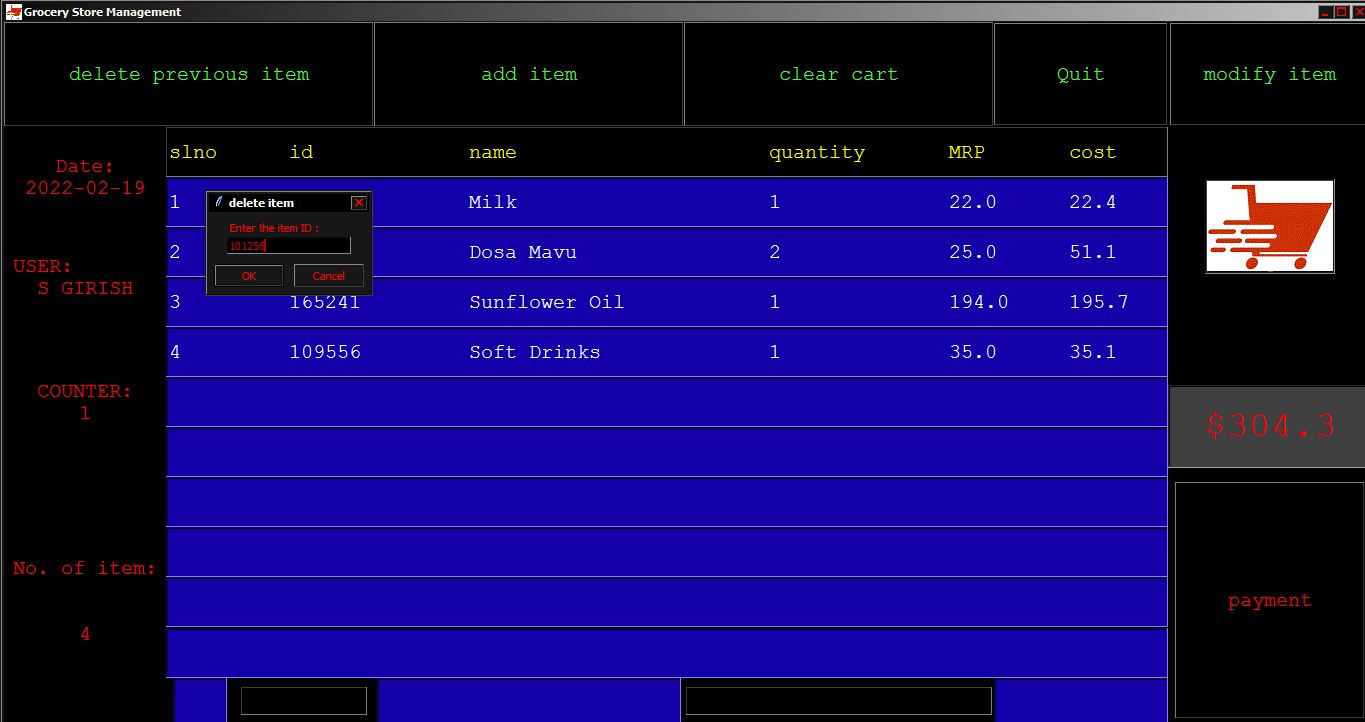 Grocery Store Management
delete previous item add item clear cart Quit modify item
slno id name quantity MRP cost
Date:
2022-02-19
USER:
S GIRISH
COUNTER:
1
No. of item:
4
1 Milk 1 22.0 22.4
2 Dosa Mavu 2 25.0 51.1
3 165241 Sunflower Oil 1 194.0 195.7
4 109556 Soft Drinks 1 35.0 35.1
delete item
Enter the item ID :
101256
OK Cancel
$304.3
payment